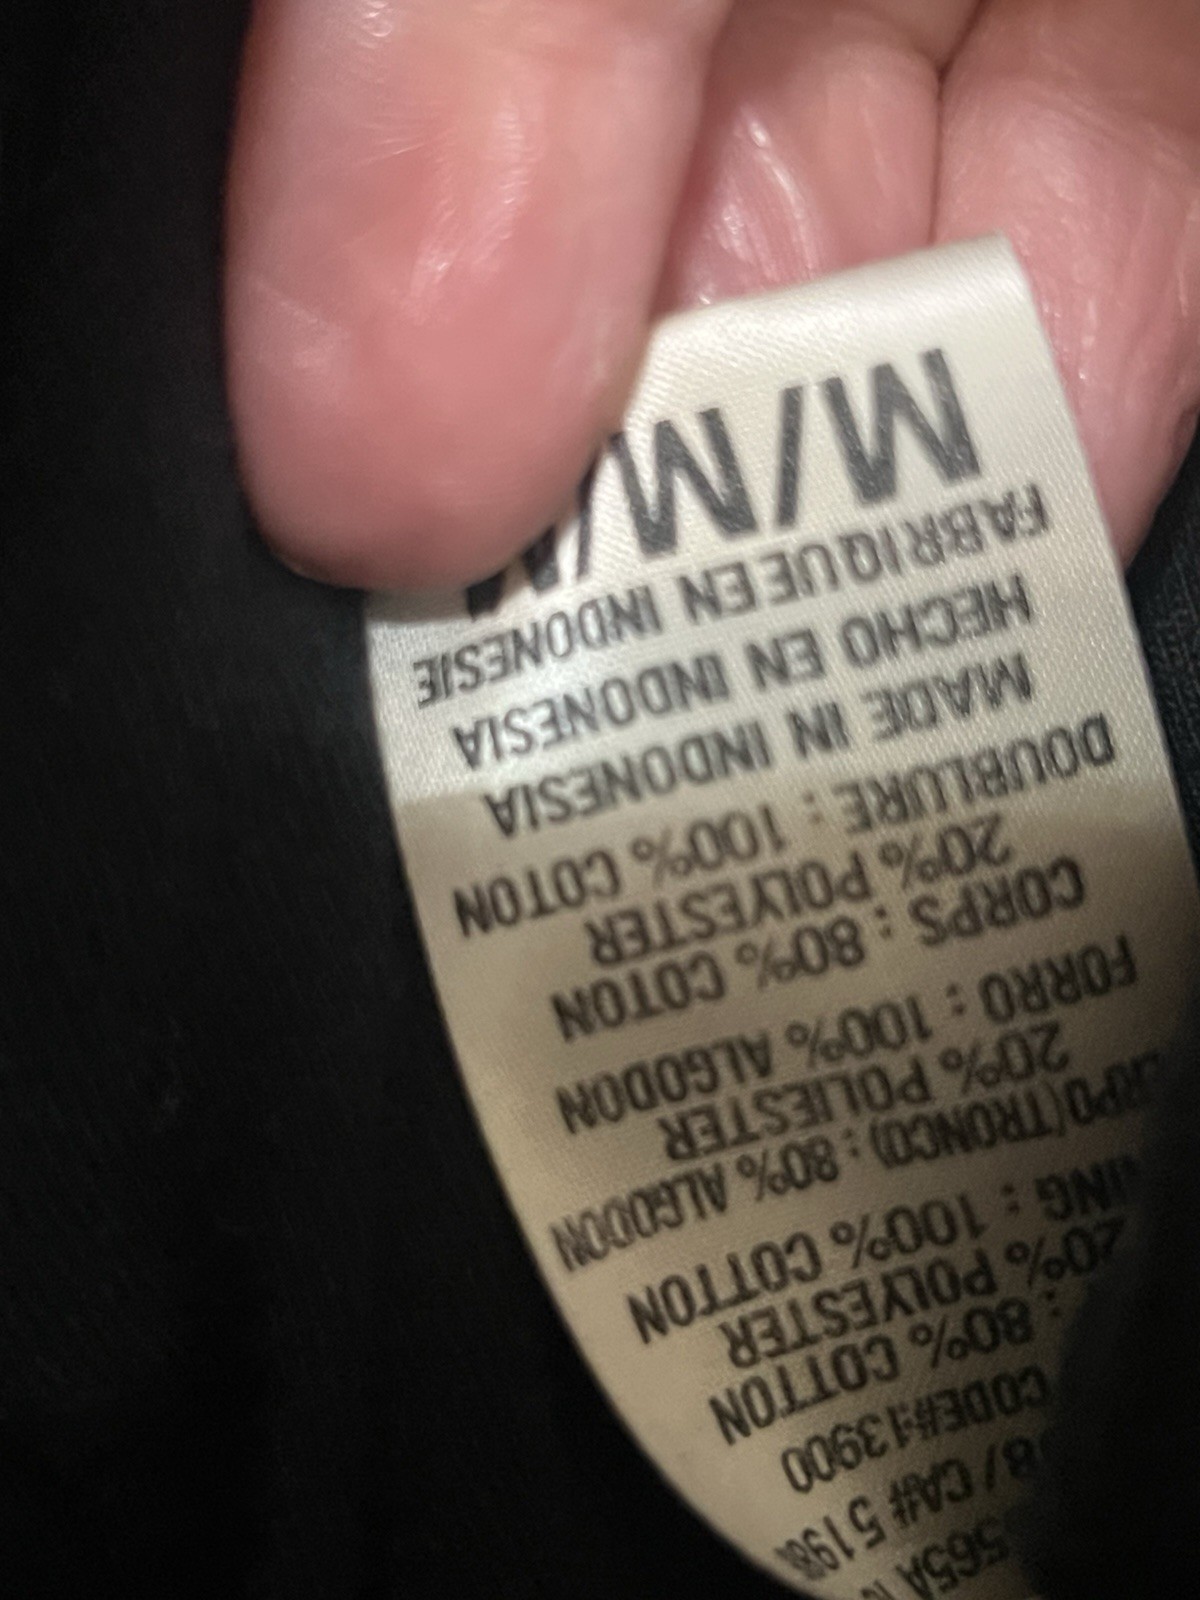 CA# 5198
CODE#13900
: 80% COTTON
20% POLYESTER
: 100% COTTON
(TRONCO) : 80% ALGODON
20% POLIESTER
FORRO : 100% ALGODON
CORPS : 80% COTON
20% POLYESTER
DOUBLURE : 100% COTON
MADE IN INDONESIA
HECHO EN INDONESIA
FABRIQUE EN INDONESIE
M/M/